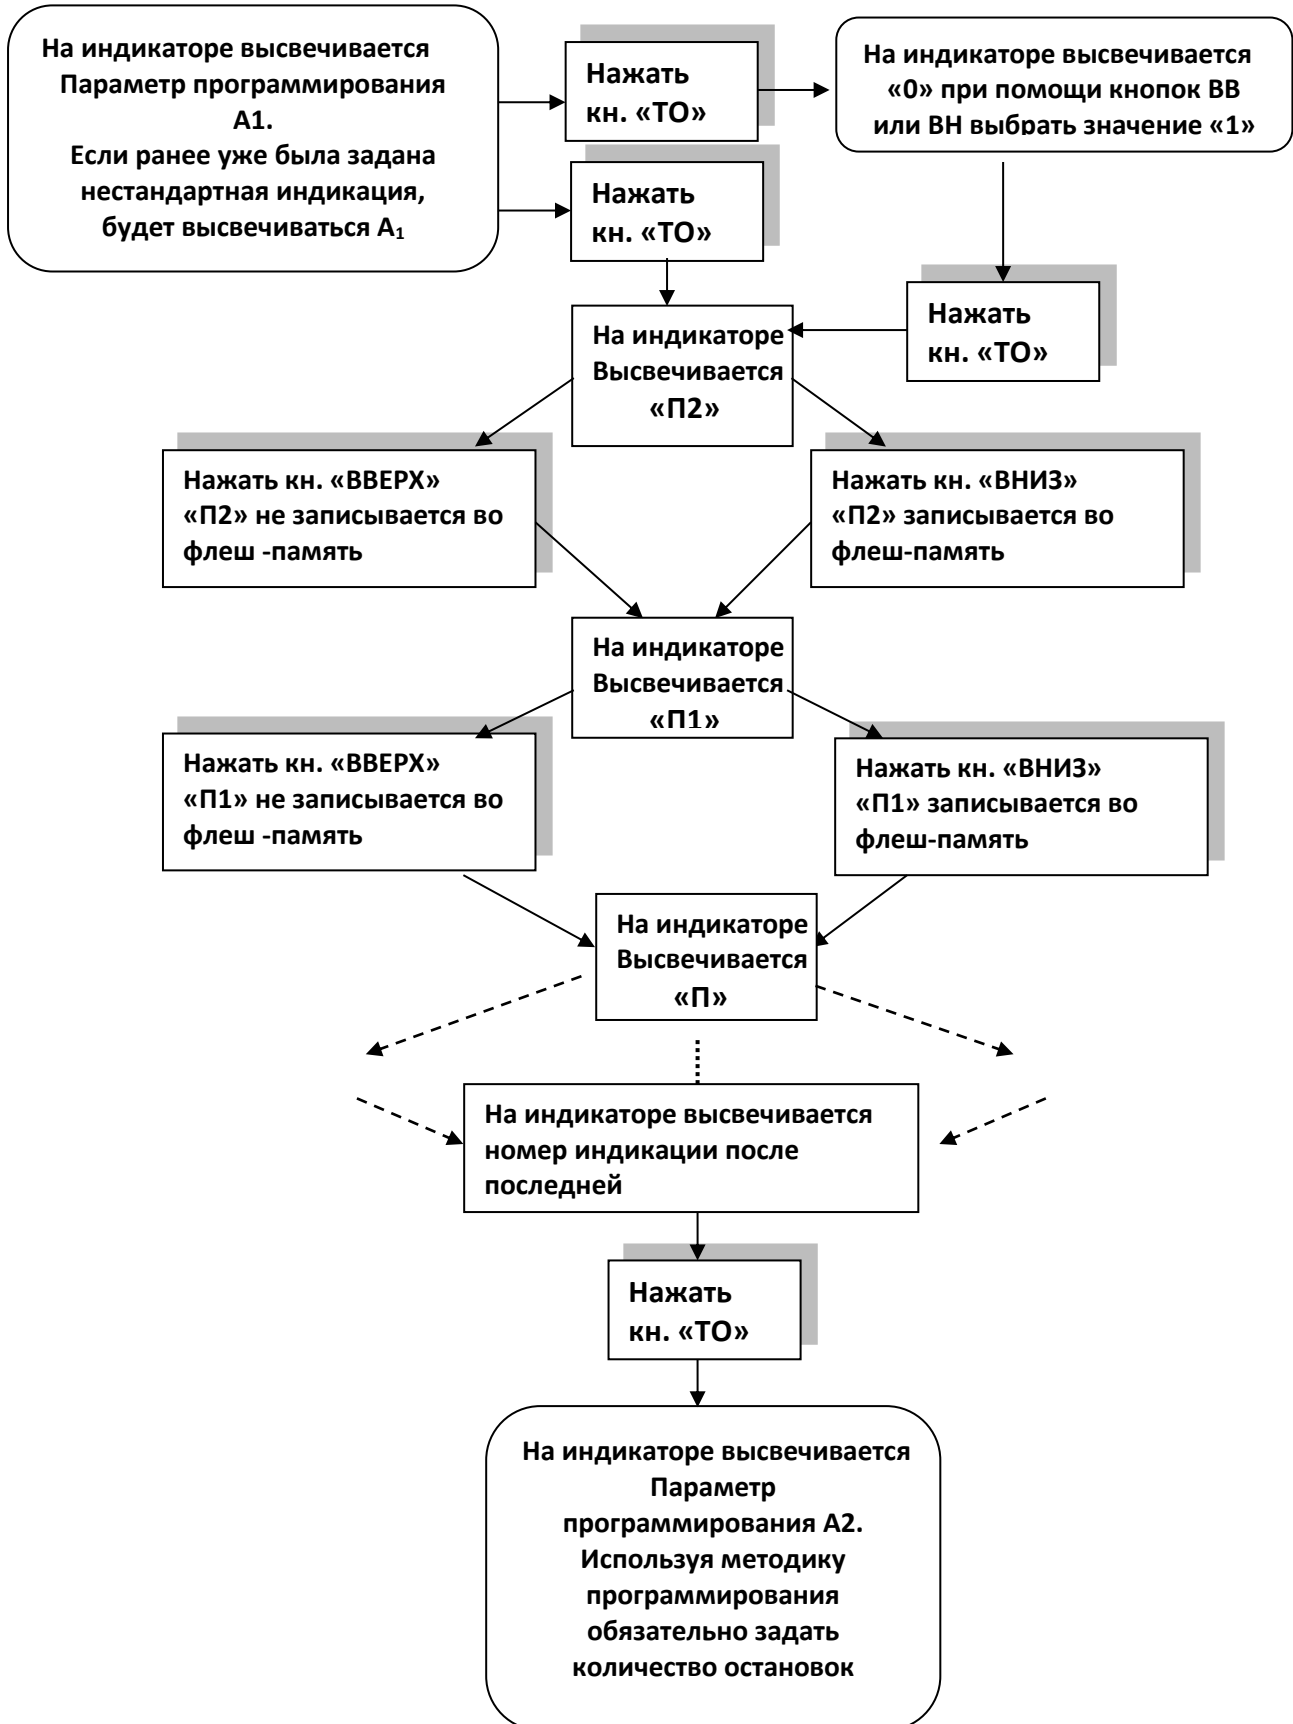 На индикаторе высвечивается
Параметр программирования
А1.
Если ранее уже была задана
нестандартная индикация,
будет высвечиваться А₁
Нажать
кн. «ТО»
На индикаторе высвечивается
«0» при помощи кнопок ВВ
или ВН выбрать значение «1»
Нажать
кн. «ТО»
Нажать
кн. «ТО»
На индикаторе
Высвечивается
«П2»
Нажать кн. «ВВЕРХ»
«П2» не записывается во
флеш -память
Нажать кн. «ВНИЗ»
«П2» записывается во
флеш-память
На индикаторе
Высвечивается
«П1»
Нажать кн. «ВВЕРХ»
«П1» не записывается во
флеш -память
Нажать кн. «ВНИЗ»
«П1» записывается во
флеш-память
На индикаторе
Высвечивается
«П»
На индикаторе высвечивается
номер индикации после
последней
Нажать
кн. «ТО»
На индикаторе высвечивается
Параметр
программирования А2.
Используя методику
программирования
обязательно задать
количество остановок